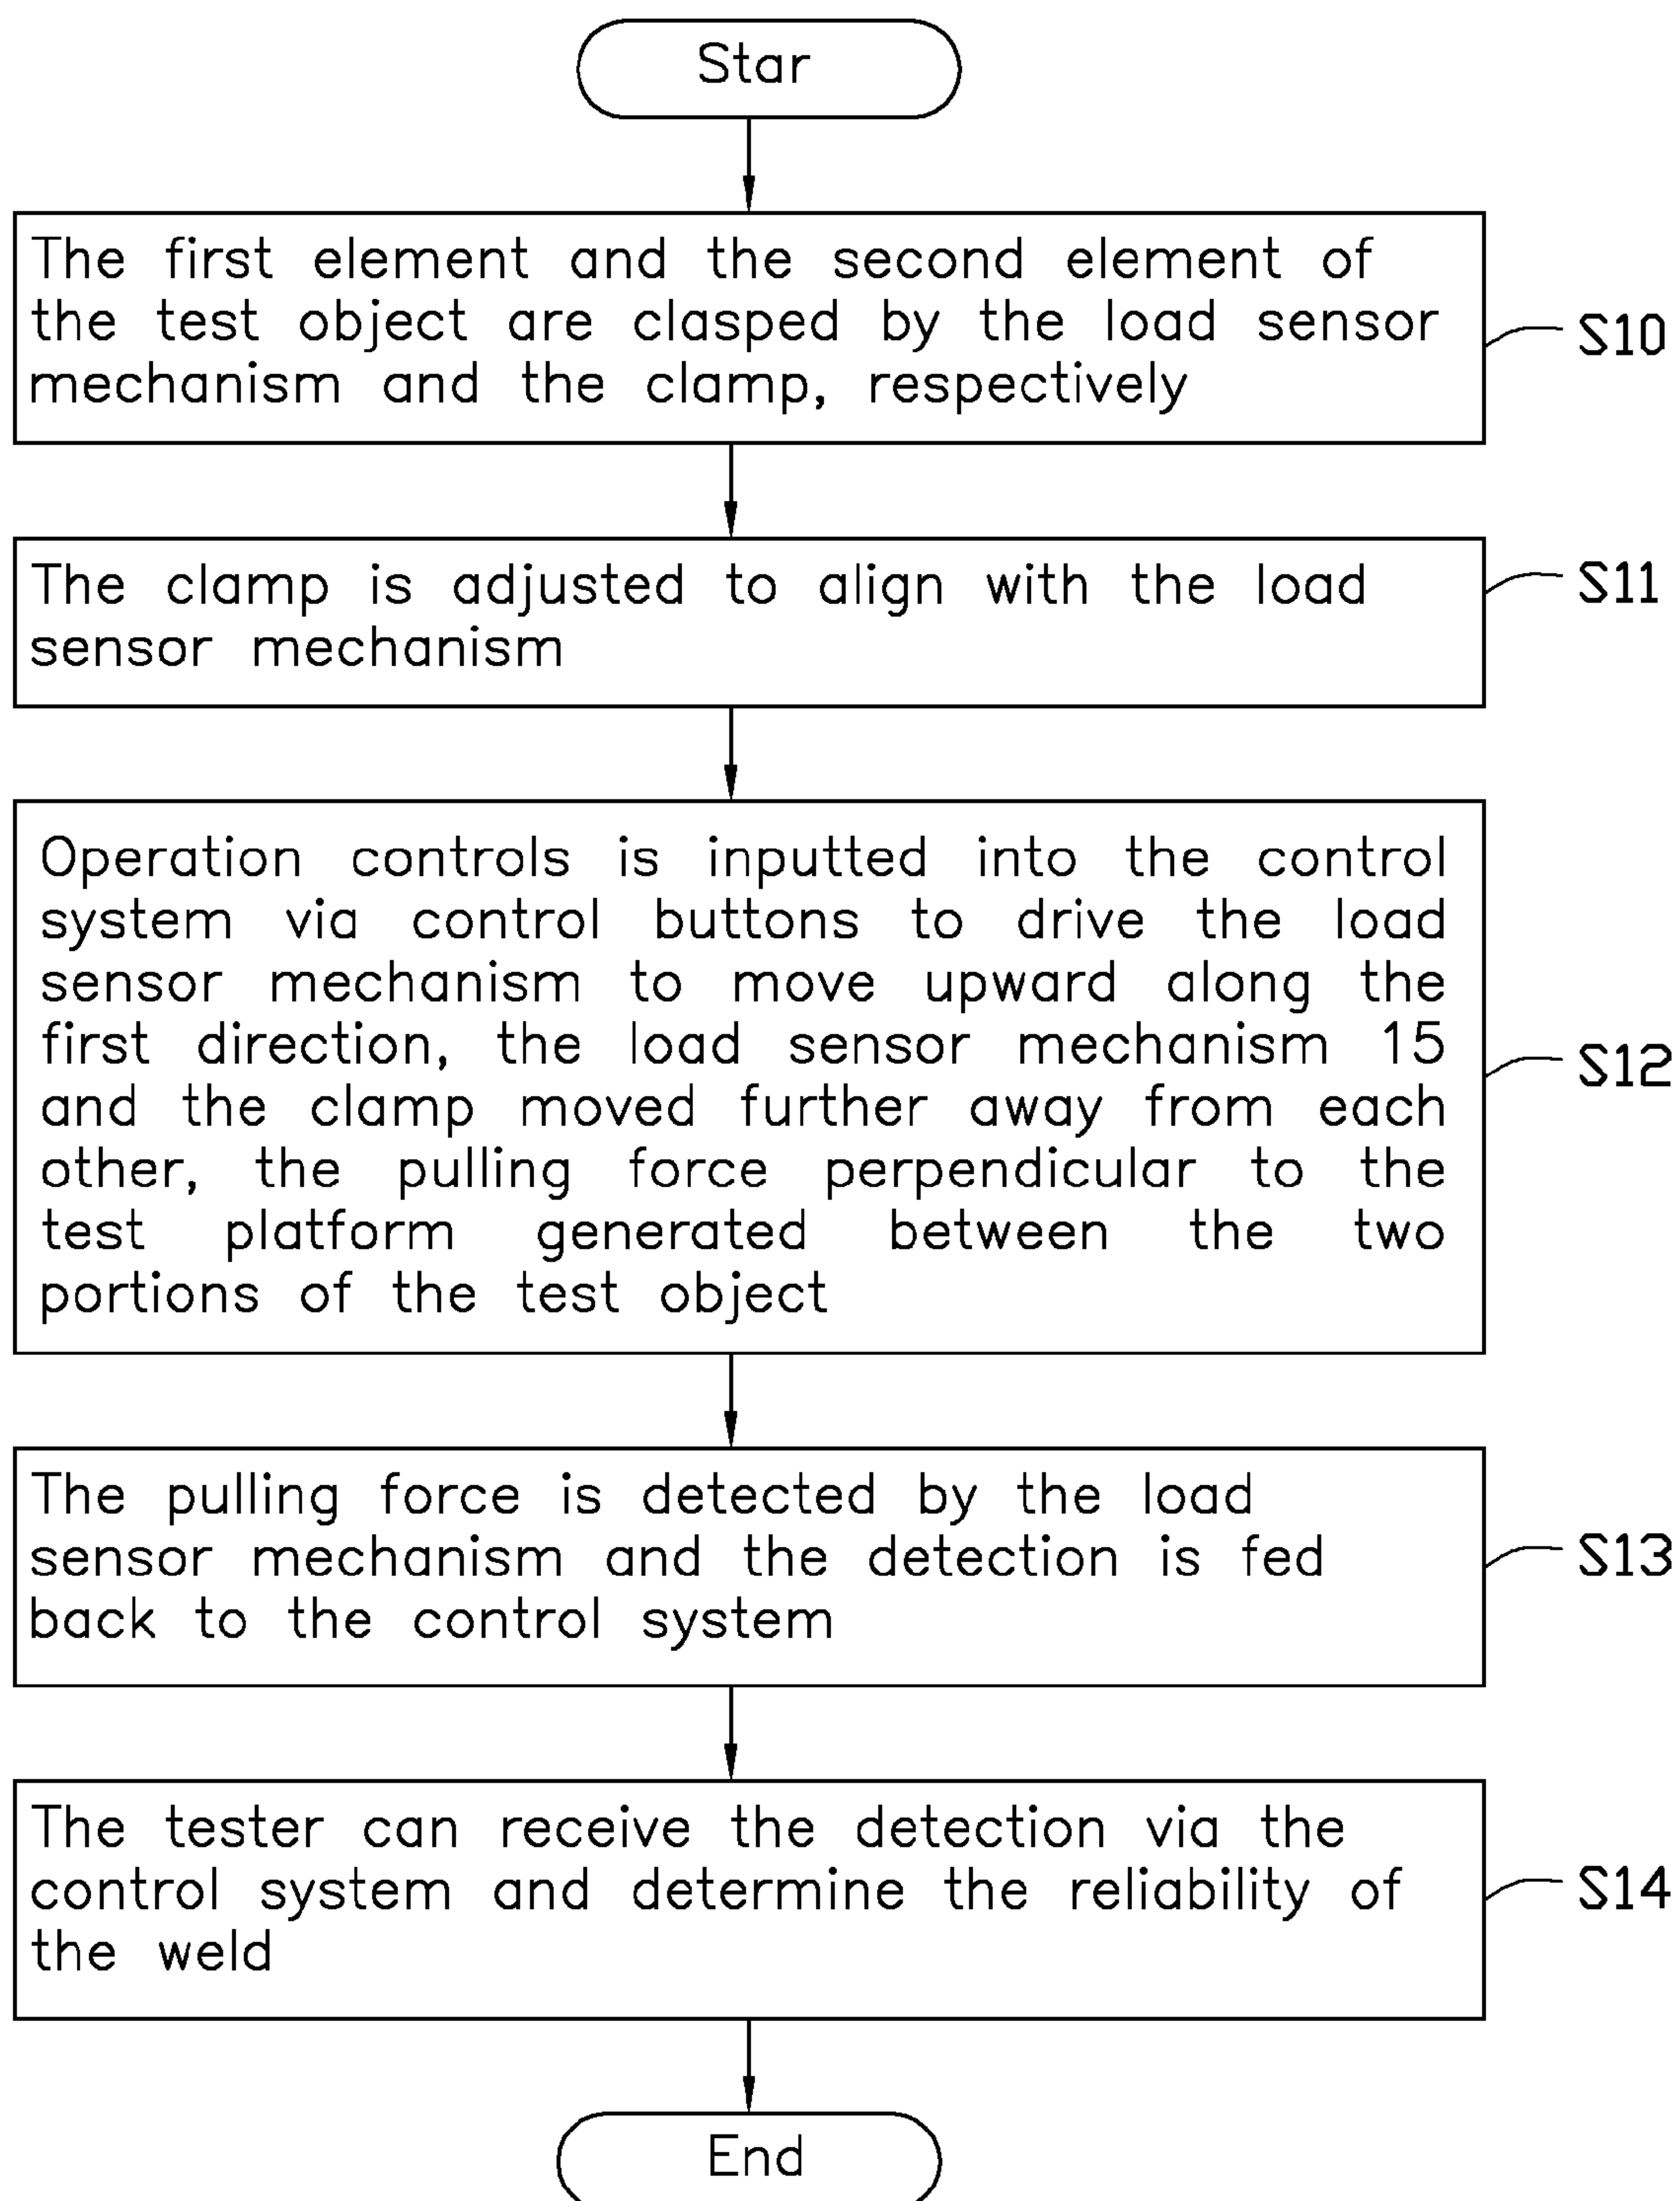 Star
The first element and the second element of
the test object are clasped by the load sensor
mechanism and the clamp, respectively
S10
The clamp is adjusted to align with the load
sensor mechanism
S11
Operation controls is inputted into the control
system via control buttons to drive the load
sensor mechanism to move upward along the
first direction, the load sensor mechanism 15
and the clamp moved further away from each
other, the pulling force perpendicular to the
test platform generated between the two
portions of the test object
S12
The pulling force is detected by the load
sensor mechanism and the detection is fed
back to the control system
S13
The tester can receive the detection via the
control system and determine the reliability of
the weld
S14
End